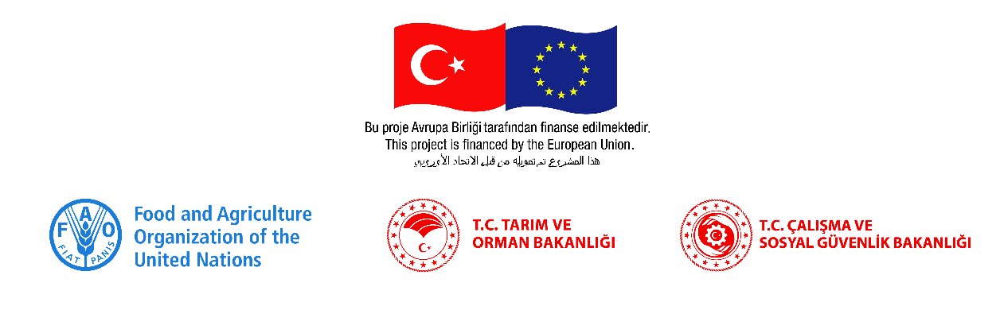 Bu proje Avrupa Birliği tarafından finanse edilmektedir.
This project is financed by the European Union.
هذا المشروع تم تمويله من قبل الاتحاد الأوروبي
FAO
FIAT PANIS
Food and Agriculture
Organization of the
United Nations
T.C. TARIM VE
ORMAN BAKANLIĞI
T.C. ÇALIŞMA VE
SOSYAL GÜVENLİK BAKANLIĞI